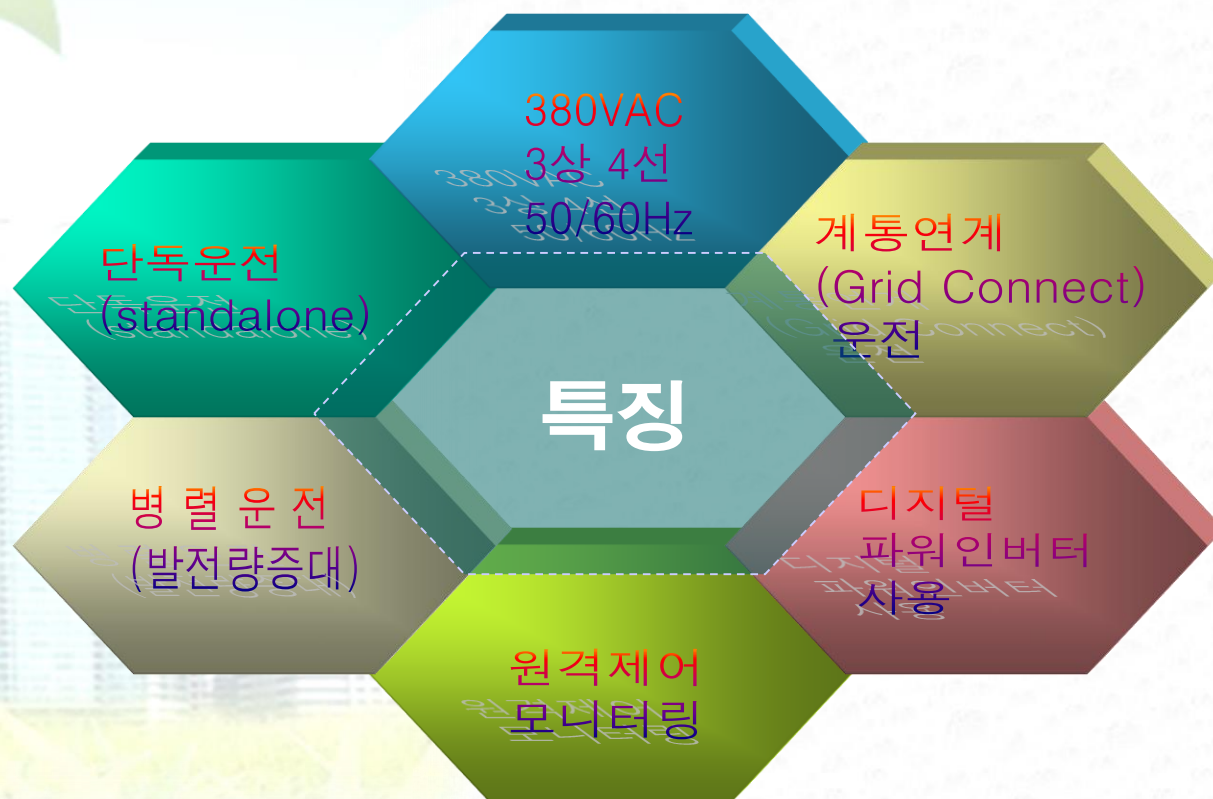 380VAC
3상 4선
50/60Hz
단독운전
(standalone)
계통연계
(Grid Connect)
운전
특징
병 렬 운 전
(발전량증대)
디지털
파워인버터
사용
원격제어
모니터링